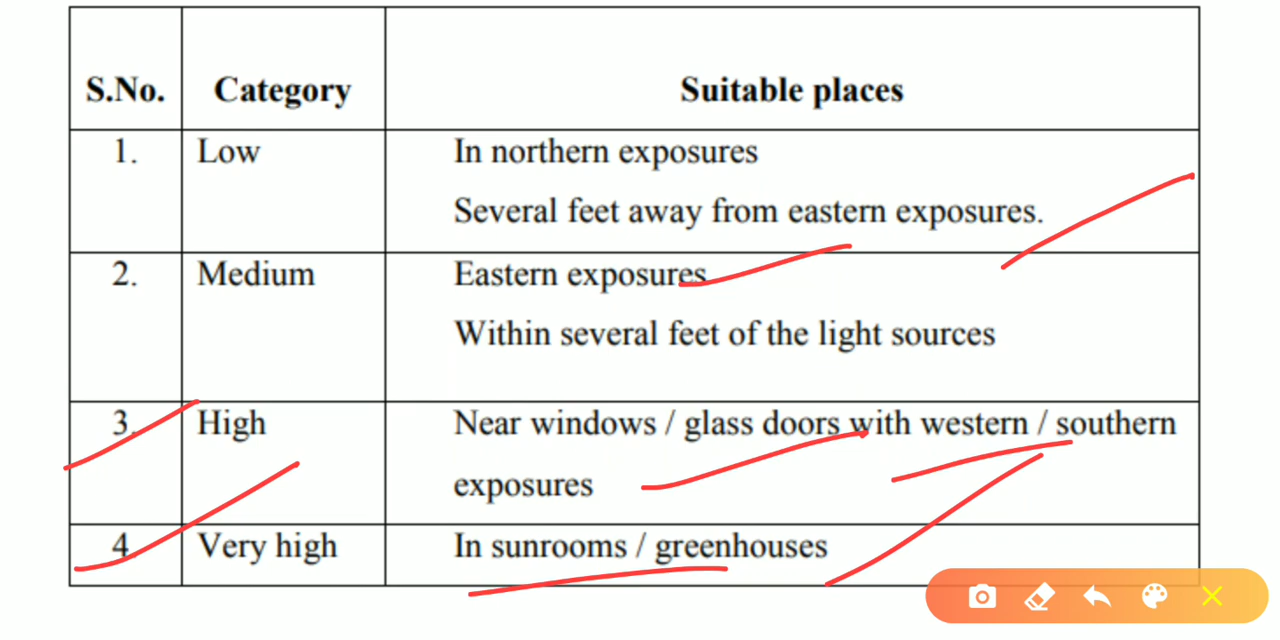 S.No. Category Suitable places
1. Low In northern exposures
Several feet away from eastern exposures.
2. Medium Eastern exposures
Within several feet of the light sources
3. High Near windows / glass doors with western / southern
exposures
4 Very high In sunrooms / greenhouses